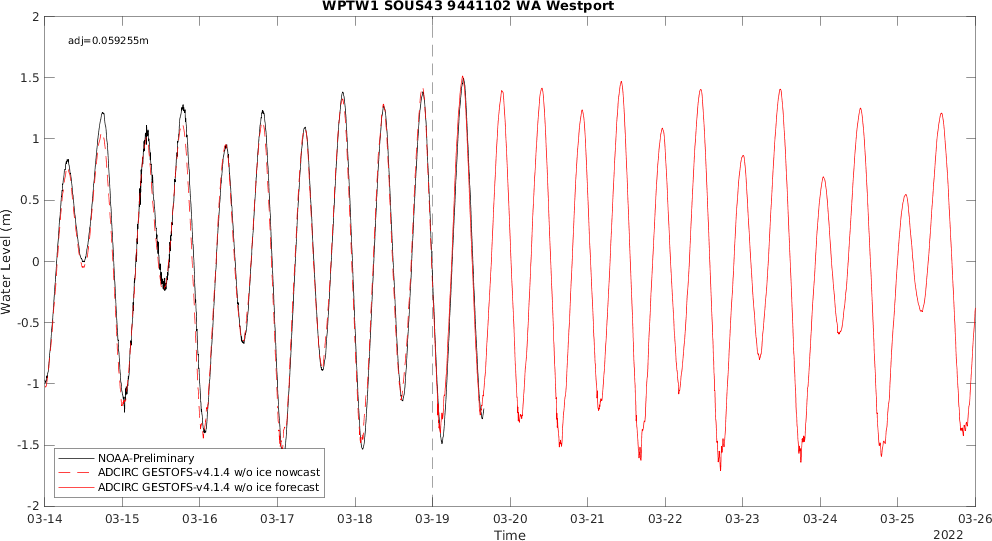 WPTW1 SOUS43 9441102 WA Westport
adj=0.059255m
2
1.5
1
0.5
0
-0.5
-1
-1.5
-2
Water Level (m)
NOAA-Preliminary
ADCIRC GESTOFS-v4.1.4 w/o ice nowcast
ADCIRC GESTOFS-v4.1.4 w/o ice forecast
03-14 03-15 03-16 03-17 03-18 03-19 03-20 03-21 03-22 03-23 03-24 03-25 03-26
Time
2022